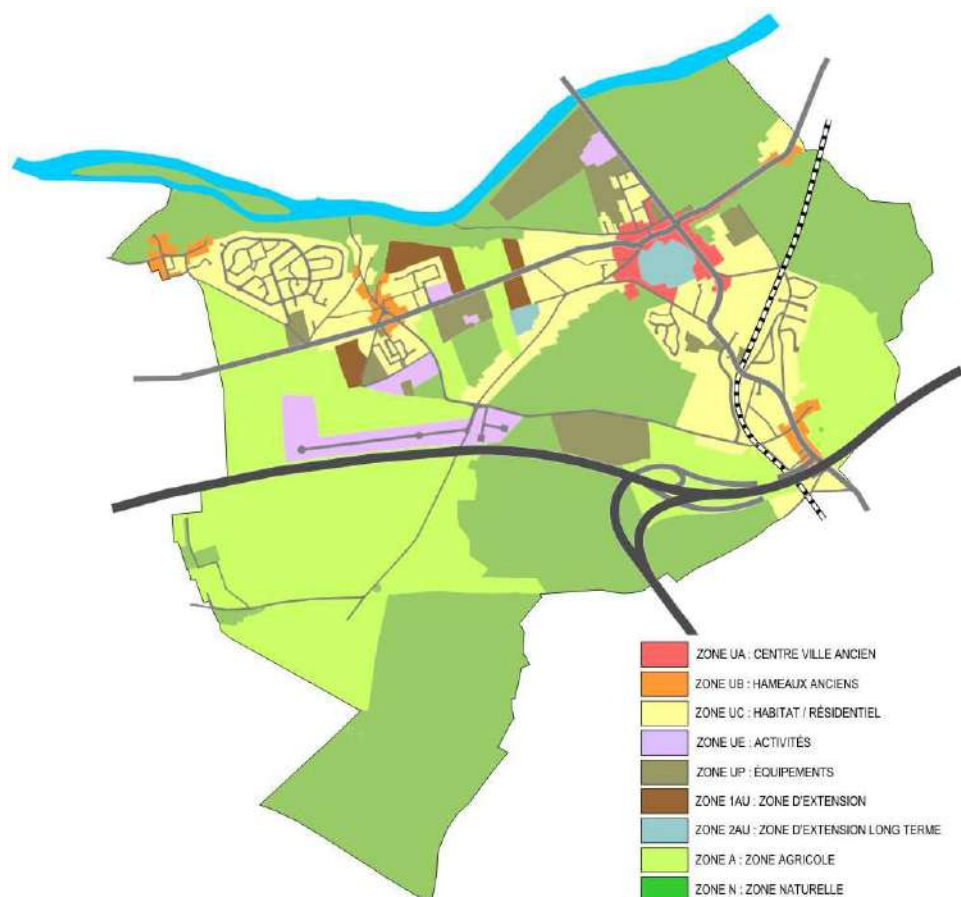 ZONE UA : CENTRE VILLE ANCIEN
ZONE UB : HAMEAUX ANCIENS
ZONE UC : HABITAT / RÉSIDENTIEL
ZONE UE : ACTIVITÉS
ZONE UP : ÉQUIPEMENTS
ZONE 1AU : ZONE D'EXTENSION
ZONE 2AU : ZONE D'EXTENSION LONG TERME
ZONE A : ZONE AGRICOLE
ZONE N : ZONE NATURELLE